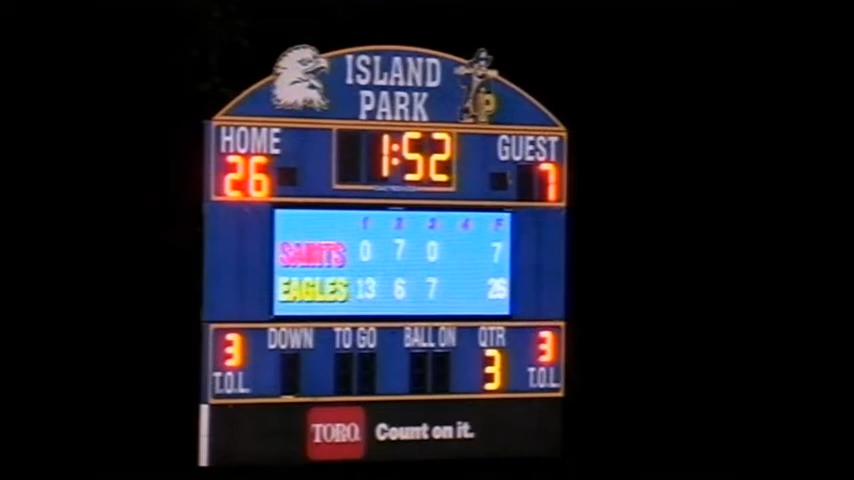 ISLAND
PARK
HOME 1:52 GUEST
26 7
1 2 3 4 F
SAINTS 0 7 0 7
EAGLES 13 6 7 26
DOWN TO GO BALL ON QTR
3 3 3
T.O.L. T.O.L.
TORO Count on it.